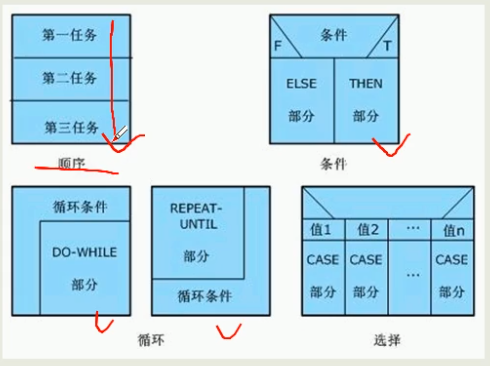 第一任务
第二任务
第三任务
顺序
条件
F
T
ELSE
部分
THEN
部分
条件
循环条件
DO-WHILE
部分
REPEAT-
UNTIL
部分
循环条件
循环
值1 值2 … 值n
CASE CASE … CASE
部分 部分 部分
选择